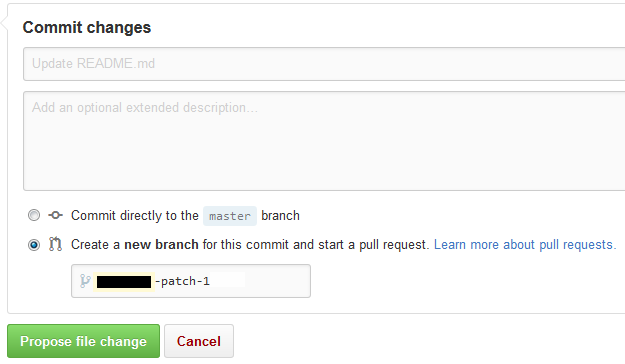 Commit changes
Update README.md
Add an optional extended description...
Commit directly to the master branch
Create a new branch for this commit and start a pull request. Learn more about pull requests.
-patch-1
Propose file change Cancel